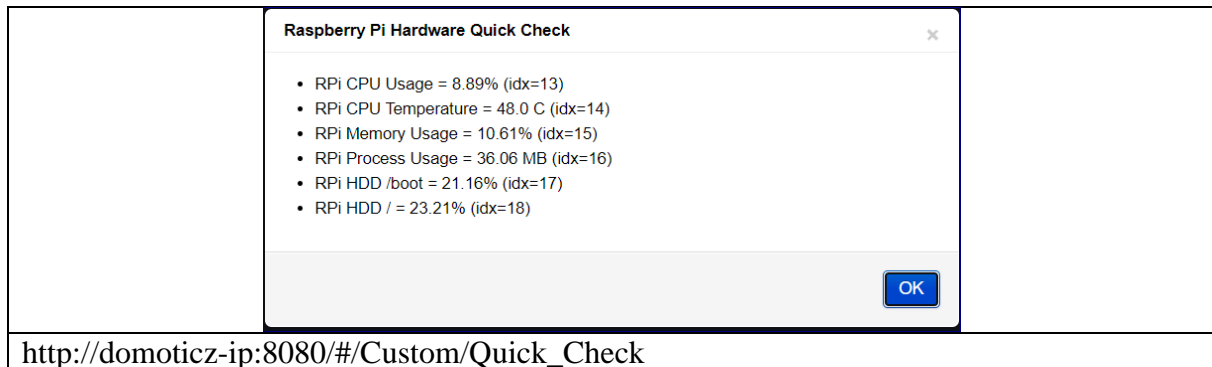 Raspberry Pi Hardware Quick Check
×
• RPi CPU Usage = 8.89% (idx=13)
• RPi CPU Temperature = 48.0 C (idx=14)
• RPi Memory Usage = 10.61% (idx=15)
• RPi Process Usage = 36.06 MB (idx=16)
• RPi HDD /boot = 21.16% (idx=17)
• RPi HDD / = 23.21% (idx=18)
OK
http://domoticz-ip:8080/#/Custom/Quick_Check